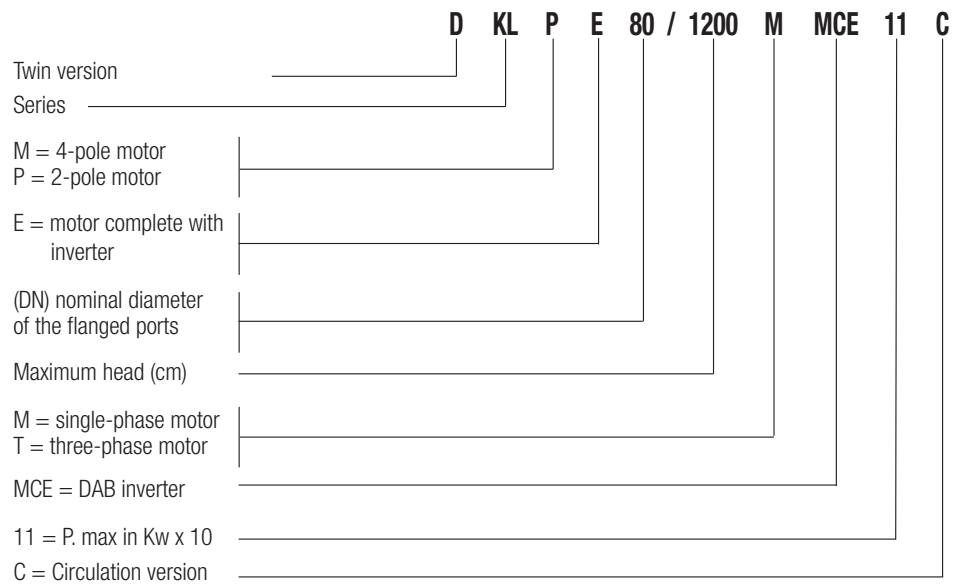 D KL P E 80 / 1200 M MCE 11 C
Twin version
Series
M = 4-pole motor
P = 2-pole motor
E = motor complete with
inverter
(DN) nominal diameter
of the flanged ports
Maximum head (cm)
M = single-phase motor
T = three-phase motor
MCE = DAB inverter
11 = P. max in Kw x 10
C = Circulation version